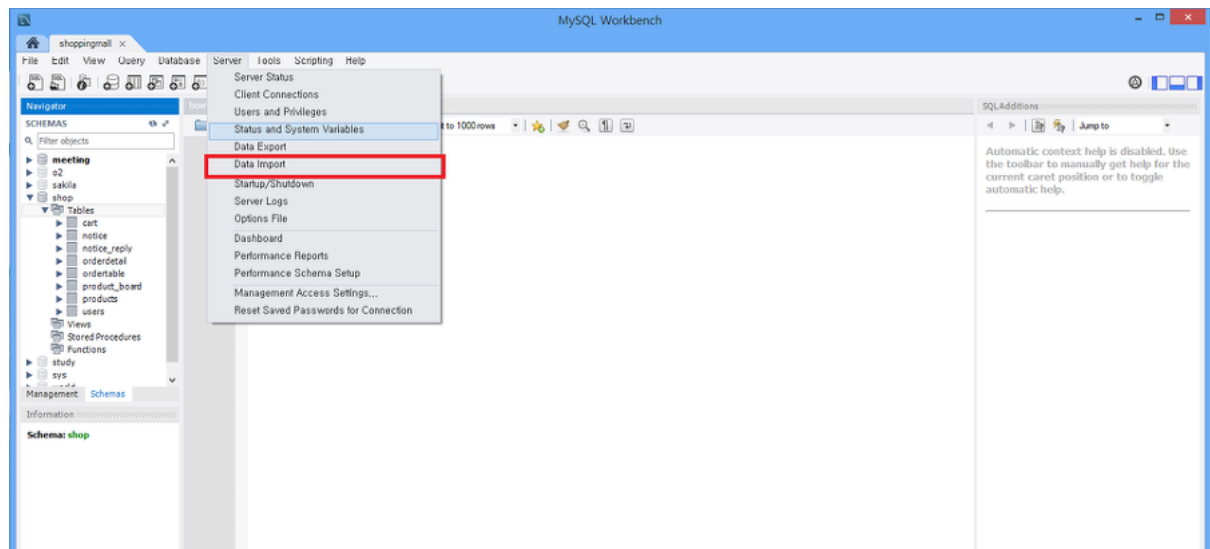 MySQL Workbench
shoppingmall ×
File Edit View Query Database Server Tools Scripting Help
Server Status
Client Connections
Users and Privileges
Status and System Variables
Data Export
Data Import
Startup/Shutdown
Server Logs
Options File
Dashboard
Performance Reports
Performance Schema Setup
Management Access Settings...
Reset Saved Passwords for Connection
Navigator
SCHEMAS
Filter objects
meeting
o2
sakila
shop
Tables
cart
notice
notice_reply
orderdetail
ordertable
product_board
products
users
Views
Stored Procedures
Functions
study
sys
Management Schemas
Information
Schema: shop
t to 1000 rows
SQLAdditions
Jump to
Automatic context help is disabled. Use
the toolbar to manually get help for the
current caret position or to toggle
automatic help.